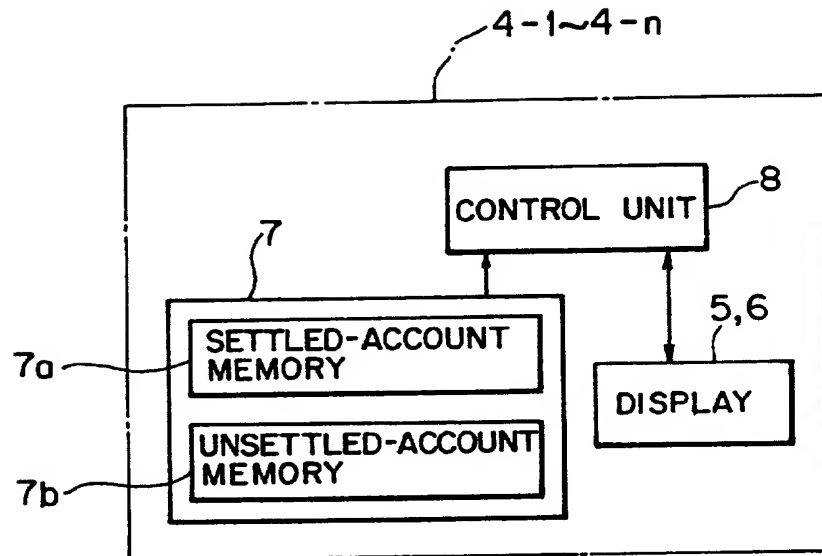 4-1~4-n
CONTROL UNIT
8
7
5,6
7a
SETTLED-ACCOUNT
MEMORY
DISPLAY
UNSETTLED-ACCOUNT
MEMORY
7b